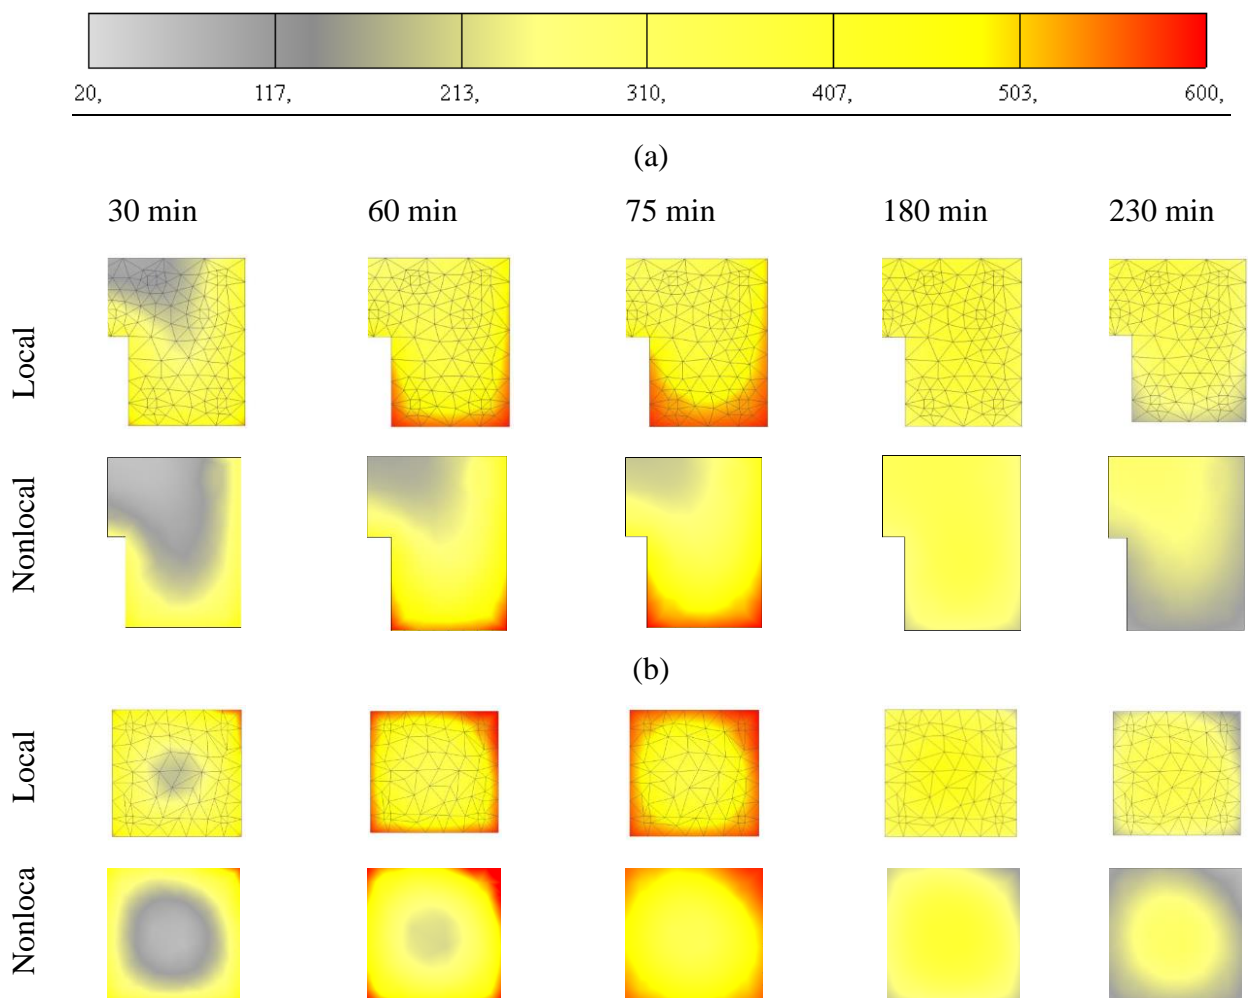 20, 117, 213, 310, 407, 503, 600,
(a)
30 min 60 min 75 min 180 min 230 min
Local
Nonlocal
(b)
Local
Nonloca